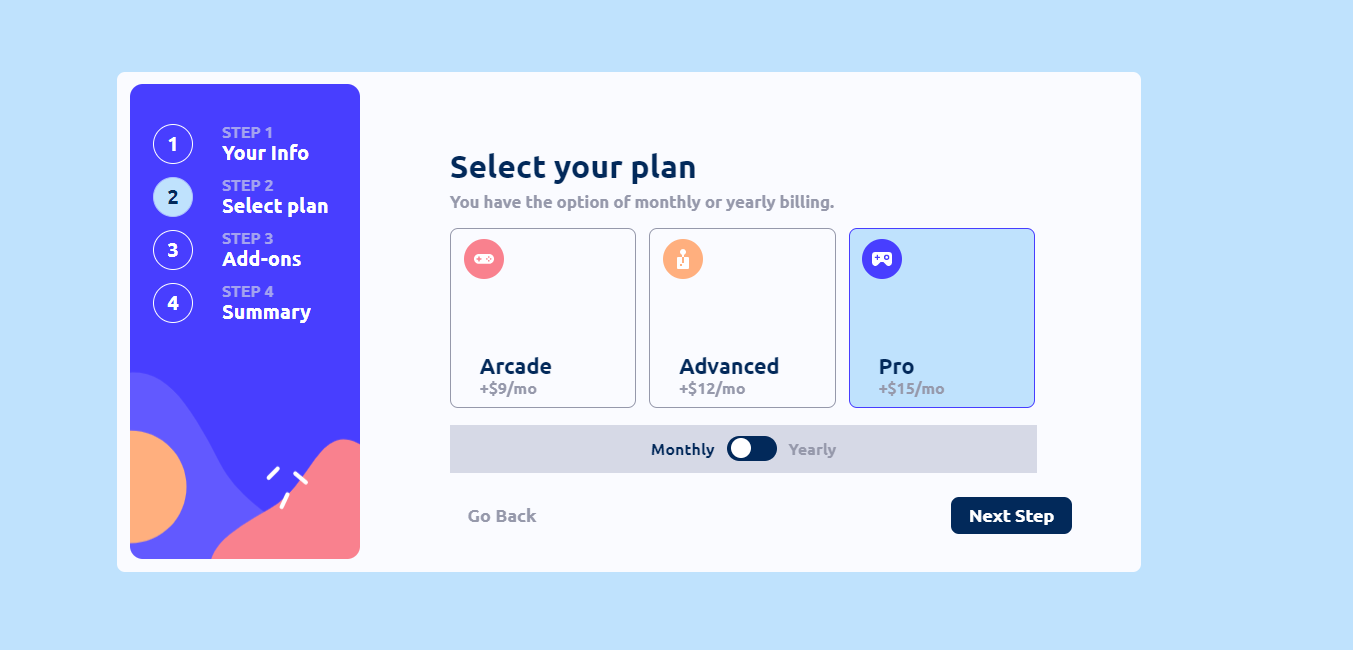 1
STEP 1
Your Info
2
STEP 2
Select plan
3
STEP 3
Add-ons
4
STEP 4
Summary
Select your plan
You have the option of monthly or yearly billing.
Arcade
+$9/mo
Advanced
+$12/mo
Pro
+$15/mo
Monthly Yearly
Go Back
Next Step